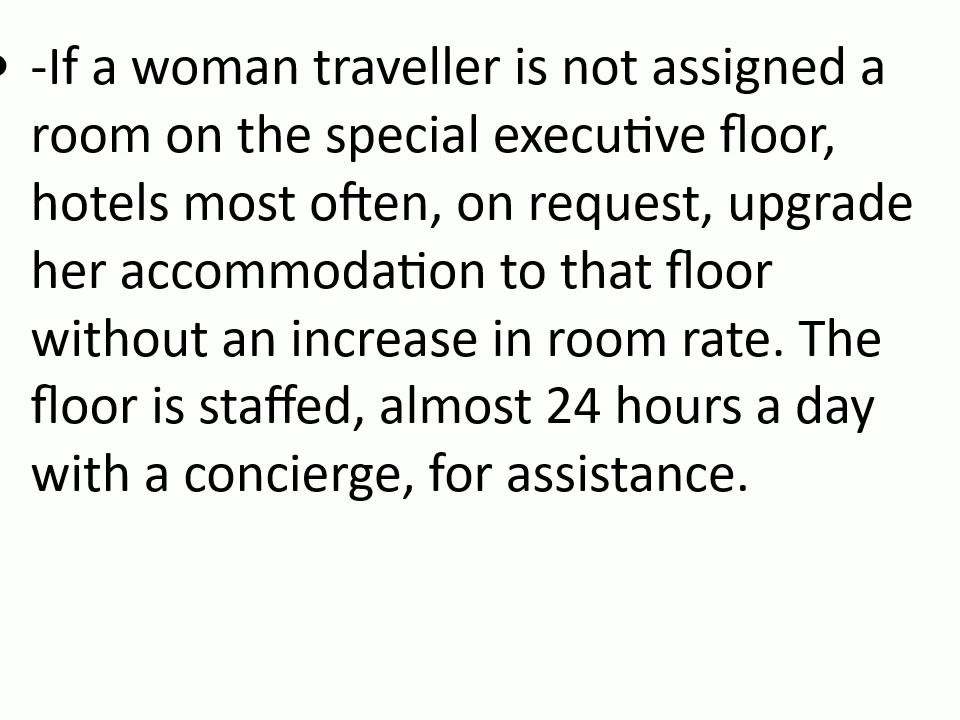 • -If a woman traveller is not assigned a
room on the special executive floor,
hotels most often, on request, upgrade
her accommodation to that floor
without an increase in room rate. The
floor is staffed, almost 24 hours a day
with a concierge, for assistance.